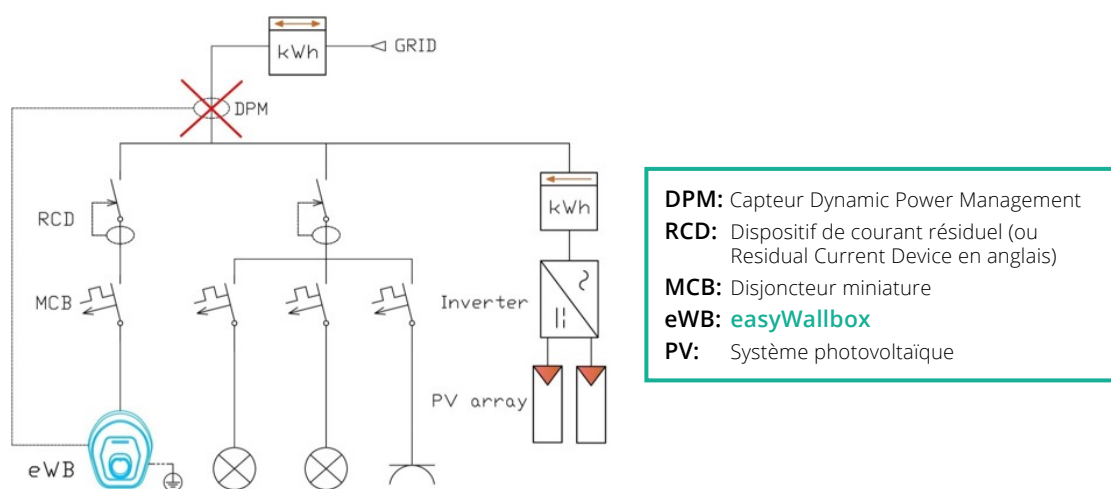 kWh
GRID
DPM
RCD
kWh
MCB
Inverter
PV array
eWB
DPM: Capteur Dynamic Power Management
RCD: Dispositif de courant résiduel (ou
Residual Current Device en anglais)
MCB: Disjoncteur miniature
eWB: easyWallbox
PV: Système photovoltaïque